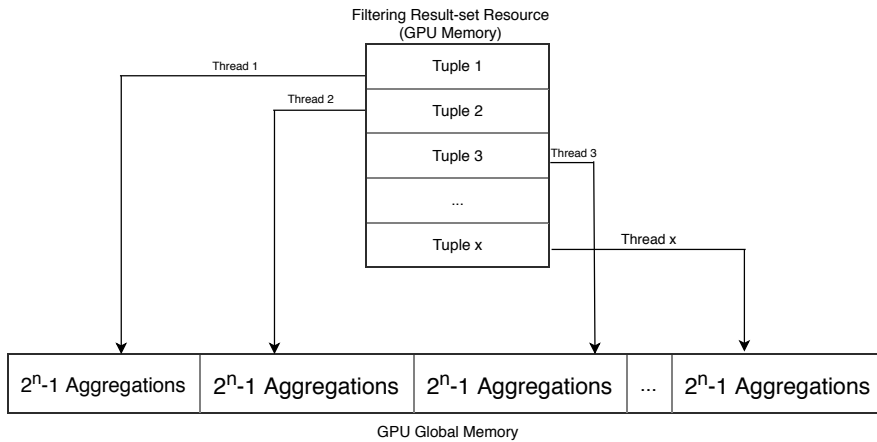 Filtering Result-set Resource
(GPU Memory)
Tuple 1
Thread 1
Thread 2
Tuple 2
Tuple 3
Thread 3
...
Tuple x
Thread x
2ⁿ-1 Aggregations
2ⁿ-1 Aggregations
2ⁿ-1 Aggregations
...
2ⁿ-1 Aggregations
GPU Global Memory